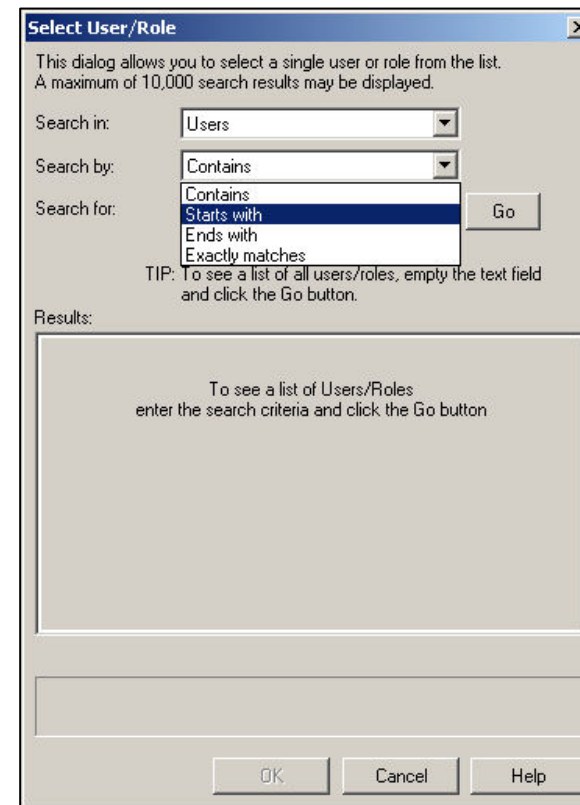 Select User/Role
This dialog allows you to select a single user or role from the list.
A maximum of 10,000 search results may be displayed.
Search in: Users
Search by: Contains
Contains
Search for: Starts with Go
Ends with
Exactly matches
TIP: To see a list of all users/roles, empty the text field
and click the Go button.
Results:
To see a list of Users/Roles
enter the search criteria and click the Go button
OK Cancel Help